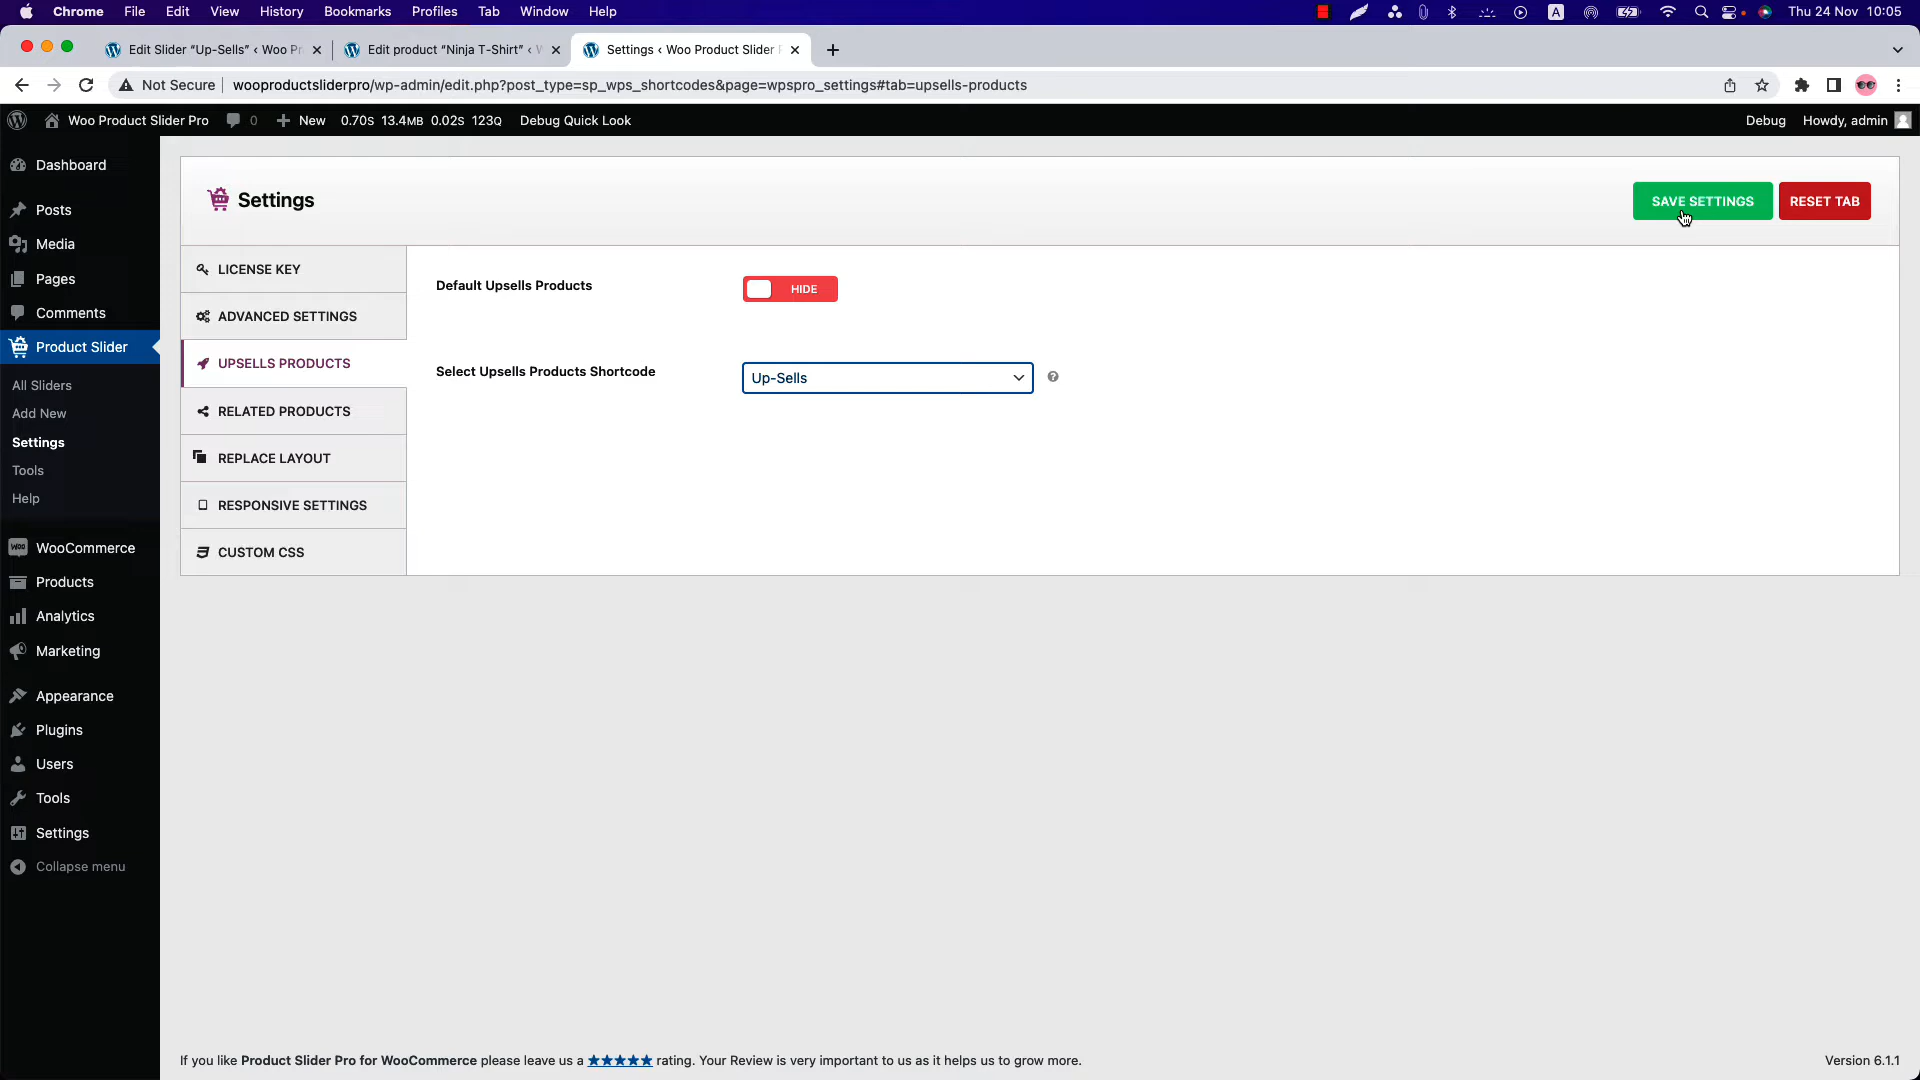 Chrome File Edit View History Bookmarks Profiles Tab Window Help A Thu 24 Nov 10:05
Edit Slider “Up-Sells” ‹ Woo Pr Edit product “Ninja T-Shirt” ‹ W Settings ‹ Woo Product Slider
Not Secure wooproductsliderpro/wp-admin/edit.php?post_type=sp_wps_shortcodes&page=wpspro_settings#tab=upsells-products
Woo Product Slider Pro 0 New 0.70S 13.4MB 0.02S 123Q Debug Quick Look Debug Howdy, admin
Dashboard
Posts
Media
Pages
Comments
Product Slider
All Sliders
Add New
Settings
Tools
Help
WooCommerce
Products
Analytics
Marketing
Appearance
Plugins
Users
Tools
Settings
Collapse menu
Settings
SAVE SETTINGS RESET TAB
LICENSE KEY
ADVANCED SETTINGS
UPSELLS PRODUCTS
RELATED PRODUCTS
REPLACE LAYOUT
RESPONSIVE SETTINGS
CUSTOM CSS
Default Upsells Products HIDE
Select Upsells Products Shortcode Up-Sells
If you like Product Slider Pro for WooCommerce please leave us a ★★★★★ rating. Your Review is very important to us as it helps us to grow more.
Version 6.1.1